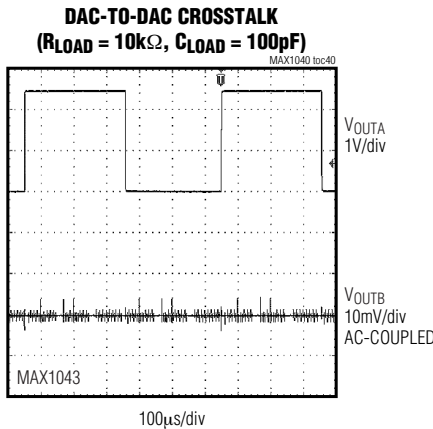 DAC-TO-DAC CROSSTALK
(RLOAD = 10kΩ, CLOAD = 100pF)
MAX1040 toc40
VOUTA
1V/div
VOUTB
10mV/div
AC-COUPLED
MAX1043
100µs/div